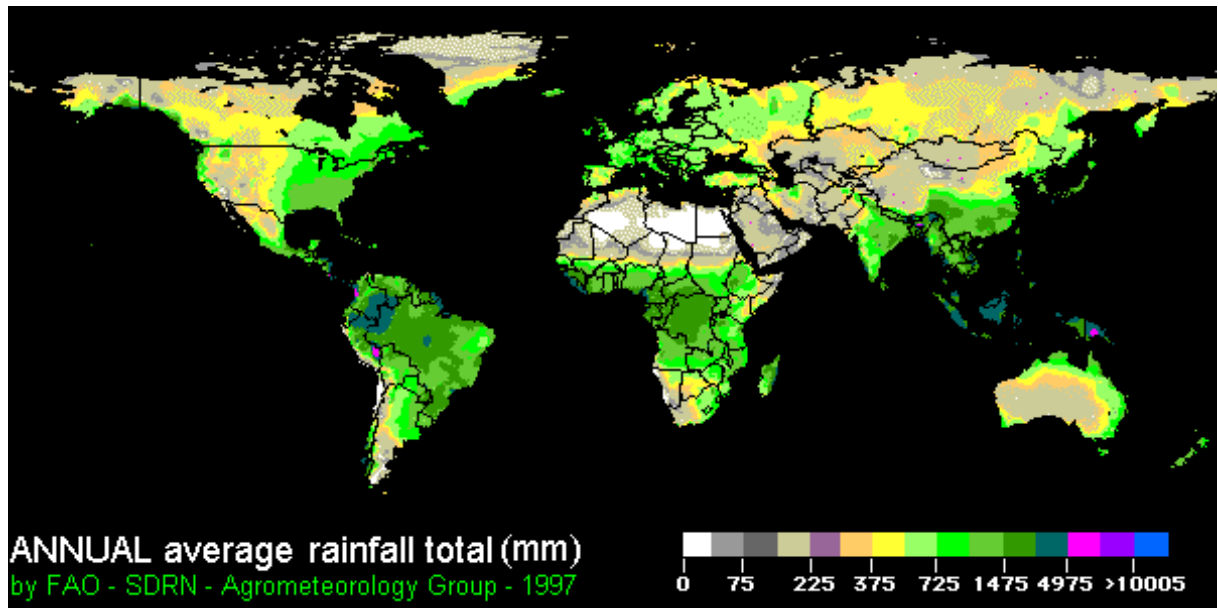 ANNUAL average rainfall total (mm)
by FAO - SDRN - Agrometeorology Group - 1997
0 75 225 375 725 1475 4975 >10005